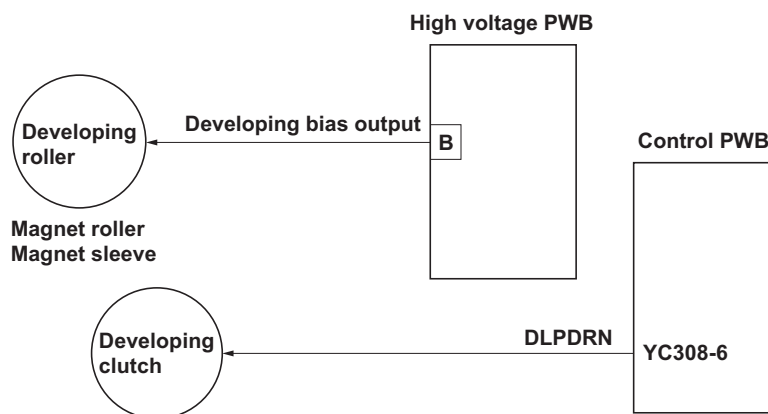 High voltage PWB
Developing bias output
B
Developing
roller
Control PWB
Magnet roller
Magnet sleeve
Developing
clutch
DLPDRN
YC308-6